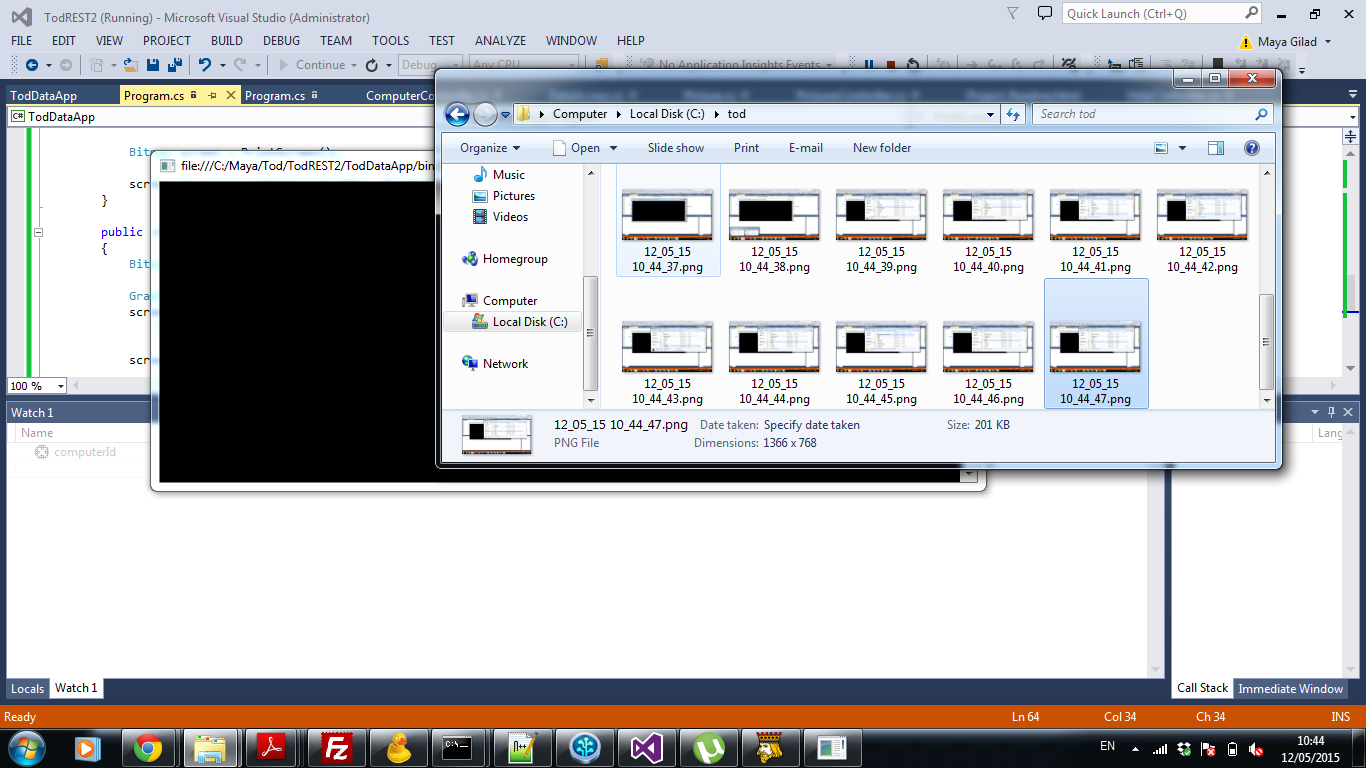 TodREST2 (Running) - Microsoft Visual Studio (Administrator)
Quick Launch (Ctrl+Q)
FILE EDIT VIEW PROJECT BUILD DEBUG TEAM TOOLS TEST ANALYZE WINDOW HELP
Maya Gilad
Continue Debug Any CPU No Application Insights Events
TodDataApp Program.cs Program.cs ComputerCo
TodDataApp
Bit
scr
}
public
{
Bit
Gra
scr
scr
100 %
file:///C:/Maya/Tod/TodREST2/TodDataApp/bin
Computer Local Disk (C:) tod
Search tod
Organize Open Slide show Print E-mail New folder
Music
Pictures
Videos
Homegroup
Computer
Local Disk (C:)
Network
12_05_15 12_05_15 12_05_15 12_05_15 12_05_15 12_05_15
10_44_37.png 10_44_38.png 10_44_39.png 10_44_40.png 10_44_41.png 10_44_42.png
12_05_15 12_05_15 12_05_15 12_05_15 12_05_15
10_44_43.png 10_44_44.png 10_44_45.png 10_44_46.png 10_44_47.png
12_05_15 10_44_47.png Date taken: Specify date taken Size: 201 KB
PNG File Dimensions: 1366 x 768
Watch 1
Name
Lang
computerId
Locals Watch 1
Call Stack Immediate Window
Ready Ln 64 Col 34 Ch 34 INS
EN
10:44
12/05/2015